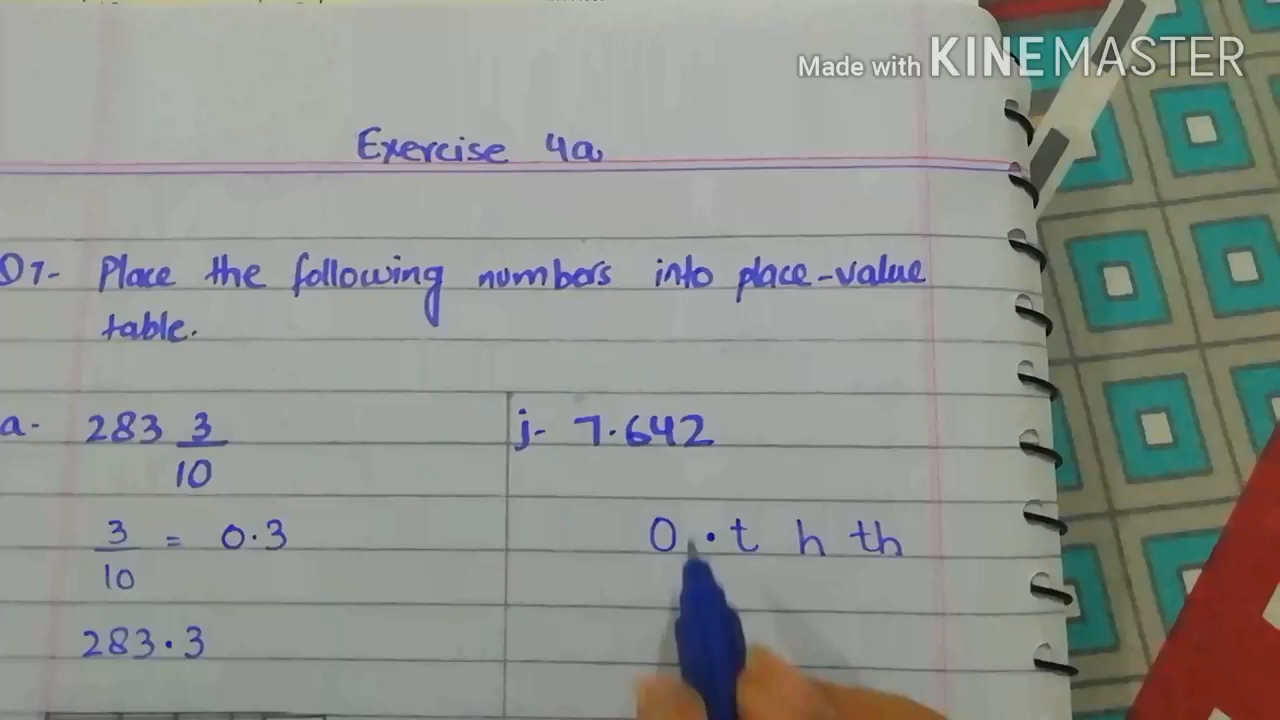 Made with KINEMASTER
Exercise 4a
Q1- Place the following numbers into place-value
table.
a- 283 3/10
3/10 = 0.3
283.3
j- 7.642
O . t h th